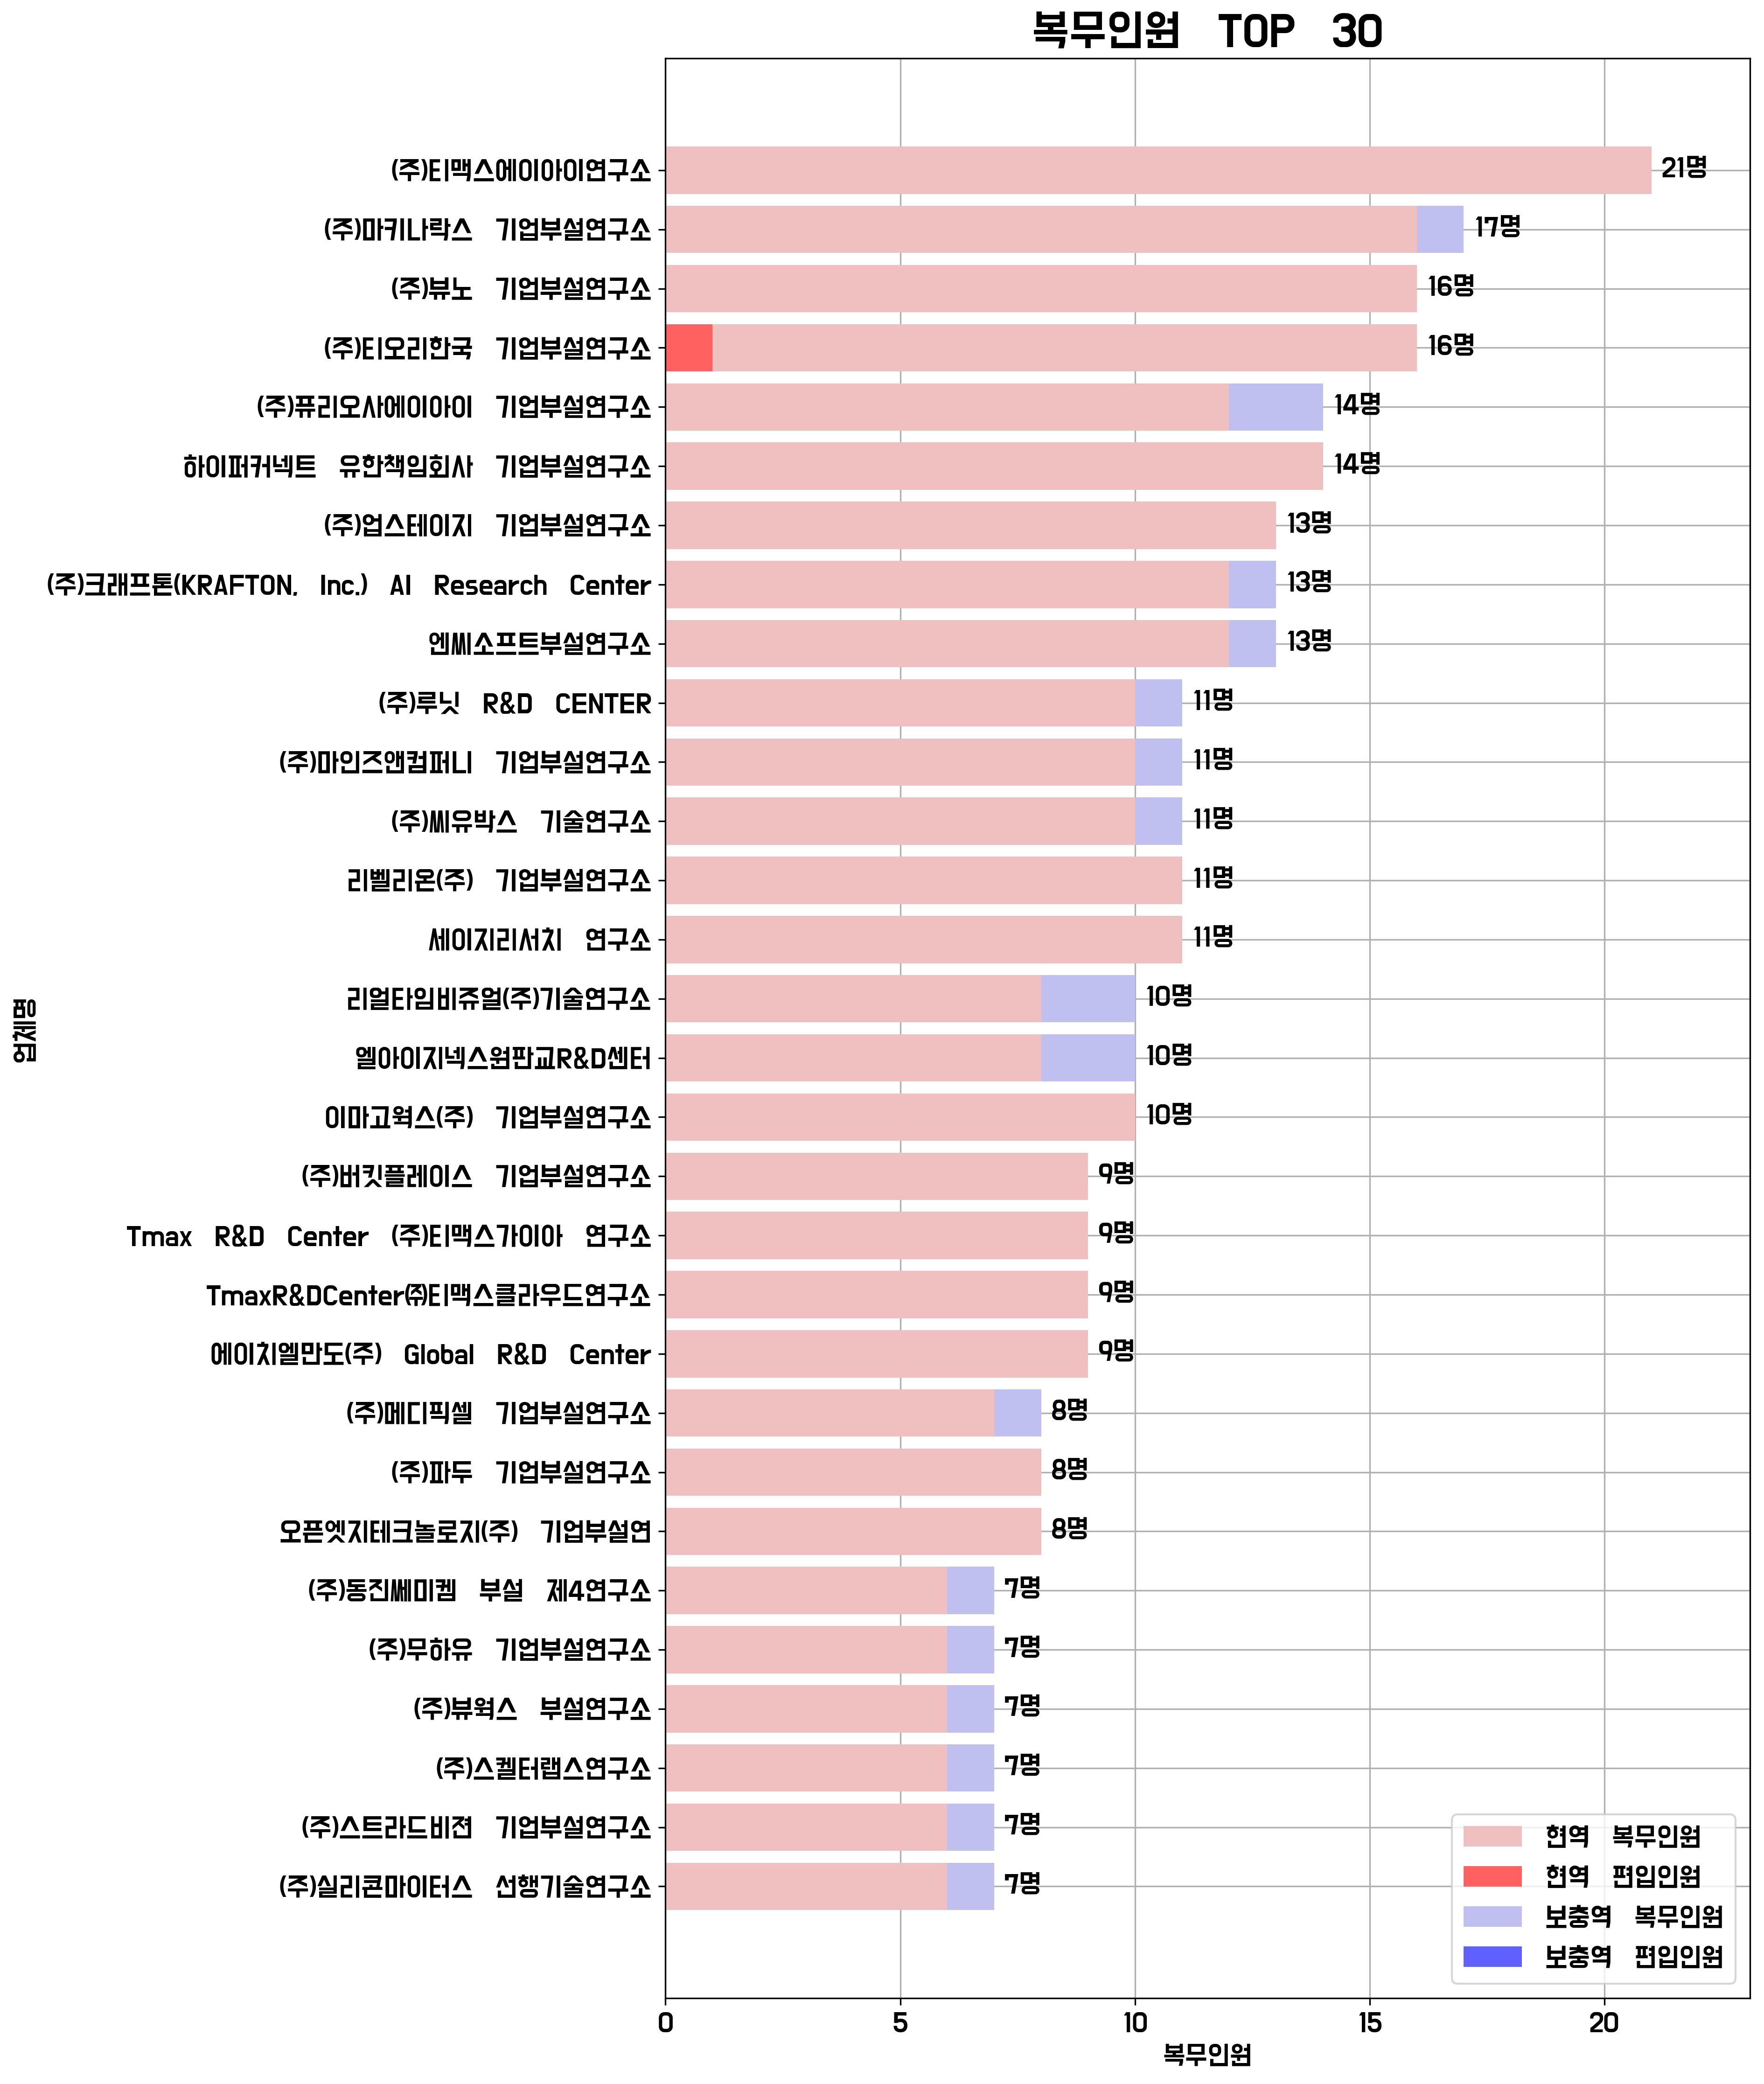 복무인원 TOP 30
(주)티맥스에이아이연구소
21명
(주)마키나락스 기업부설연구소
17명
(주)뷰노 기업부설연구소
16명
(주)티오리한국 기업부설연구소
16명
(주)퓨리오사에이아이 기업부설연구소
14명
하이퍼커넥트 유한책임회사 기업부설연구소
14명
(주)업스테이지 기업부설연구소
13명
(주)크래프톤(KRAFTON, Inc.) AI Research Center
13명
엔씨소프트부설연구소
13명
(주)루닛 R&D CENTER
11명
(주)마인즈앤컴퍼니 기업부설연구소
11명
(주)씨유박스 기술연구소
11명
리벨리온(주) 기업부설연구소
11명
세이지리서치 연구소
11명
리얼타임비쥬얼(주)기술연구소
10명
엘아이지넥스원판교R&D센터
10명
이마고웍스(주) 기업부설연구소
10명
(주)버킷플레이스 기업부설연구소
9명
Tmax R&D Center (주)티맥스가이아 연구소
9명
TmaxR&DCenter㈜티맥스클라우드연구소
9명
에이치엘만도(주) Global R&D Center
9명
(주)메디픽셀 기업부설연구소
8명
(주)파두 기업부설연구소
8명
오픈엣지테크놀로지(주) 기업부설연
8명
(주)동진쎄미켐 부설 제4연구소
7명
(주)무하유 기업부설연구소
7명
(주)뷰웍스 부설연구소
7명
(주)스켈터랩스연구소
7명
(주)스트라드비젼 기업부설연구소
7명
(주)실리콘마이터스 선행기술연구소
7명
업체명
현역 복무인원
현역 편입인원
보충역 복무인원
보충역 편입인원
0 5 10 15 20
복무인원